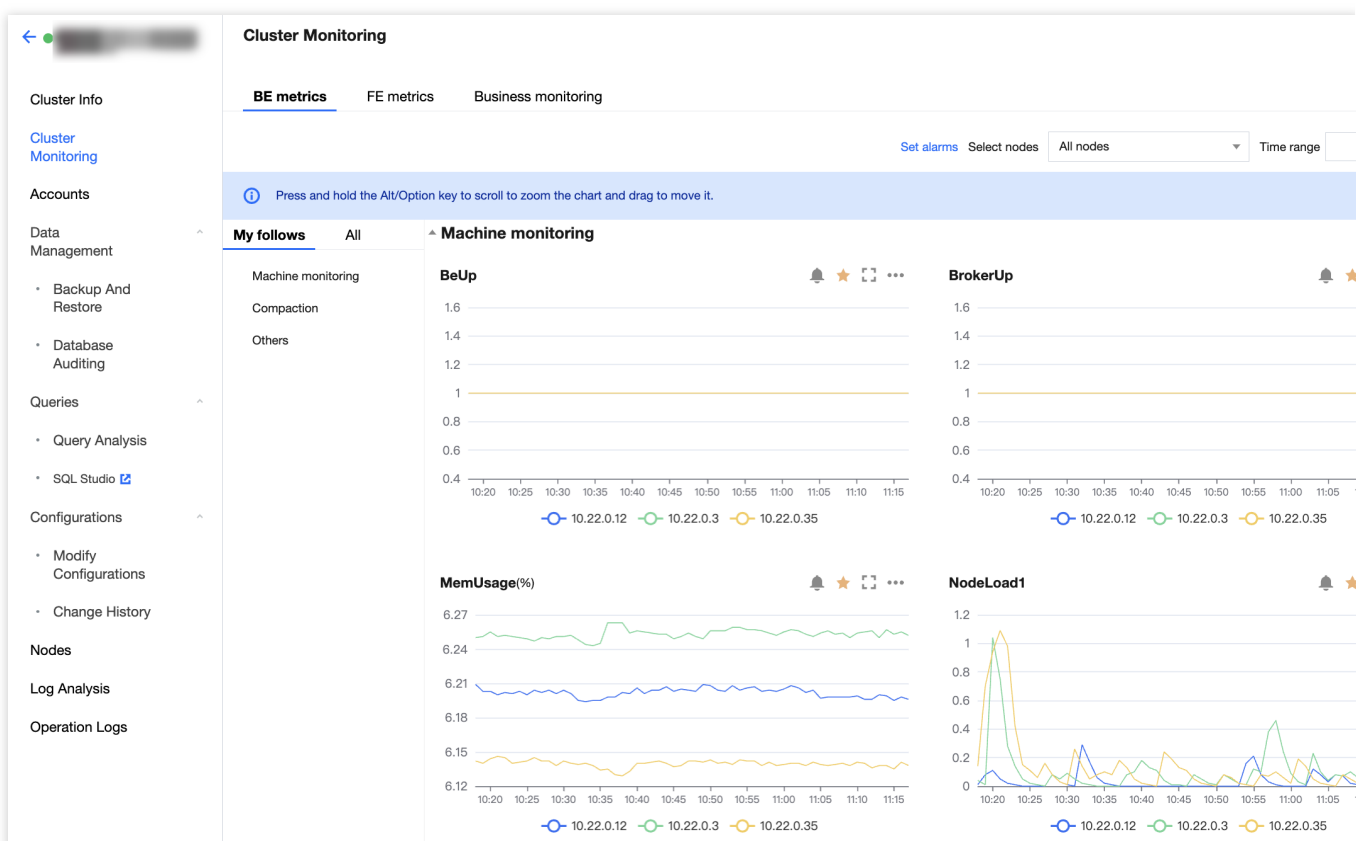 Cluster Monitoring
Cluster Info
Cluster
Monitoring
Accounts
Data
Management
Backup And
Restore
Database
Auditing
Queries
Query Analysis
SQL Studio
Configurations
Modify
Configurations
Change History
Nodes
Log Analysis
Operation Logs
BE metrics FE metrics Business monitoring
Set alarms Select nodes All nodes Time range
Press and hold the Alt/Option key to scroll to zoom the chart and drag to move it.
My follows All
Machine monitoring
Compaction
Others
Machine monitoring
BeUp
1.6
1.4
1.2
1
0.8
0.6
0.4
10:20 10:25 10:30 10:35 10:40 10:45 10:50 10:55 11:00 11:05 11:10 11:15
10.22.0.12 10.22.0.3 10.22.0.35
BrokerUp
1.6
1.4
1.2
1
0.8
0.6
0.4
10:20 10:25 10:30 10:35 10:40 10:45 10:50 10:55 11:00 11:05
10.22.0.12 10.22.0.3 10.22.0.35
MemUsage(%)
6.27
6.24
6.21
6.18
6.15
6.12
10:20 10:25 10:30 10:35 10:40 10:45 10:50 10:55 11:00 11:05 11:10 11:15
10.22.0.12 10.22.0.3 10.22.0.35
NodeLoad1
1.2
1
0.8
0.6
0.4
0.2
0
10:20 10:25 10:30 10:35 10:40 10:45 10:50 10:55 11:00 11:05
10.22.0.12 10.22.0.3 10.22.0.35